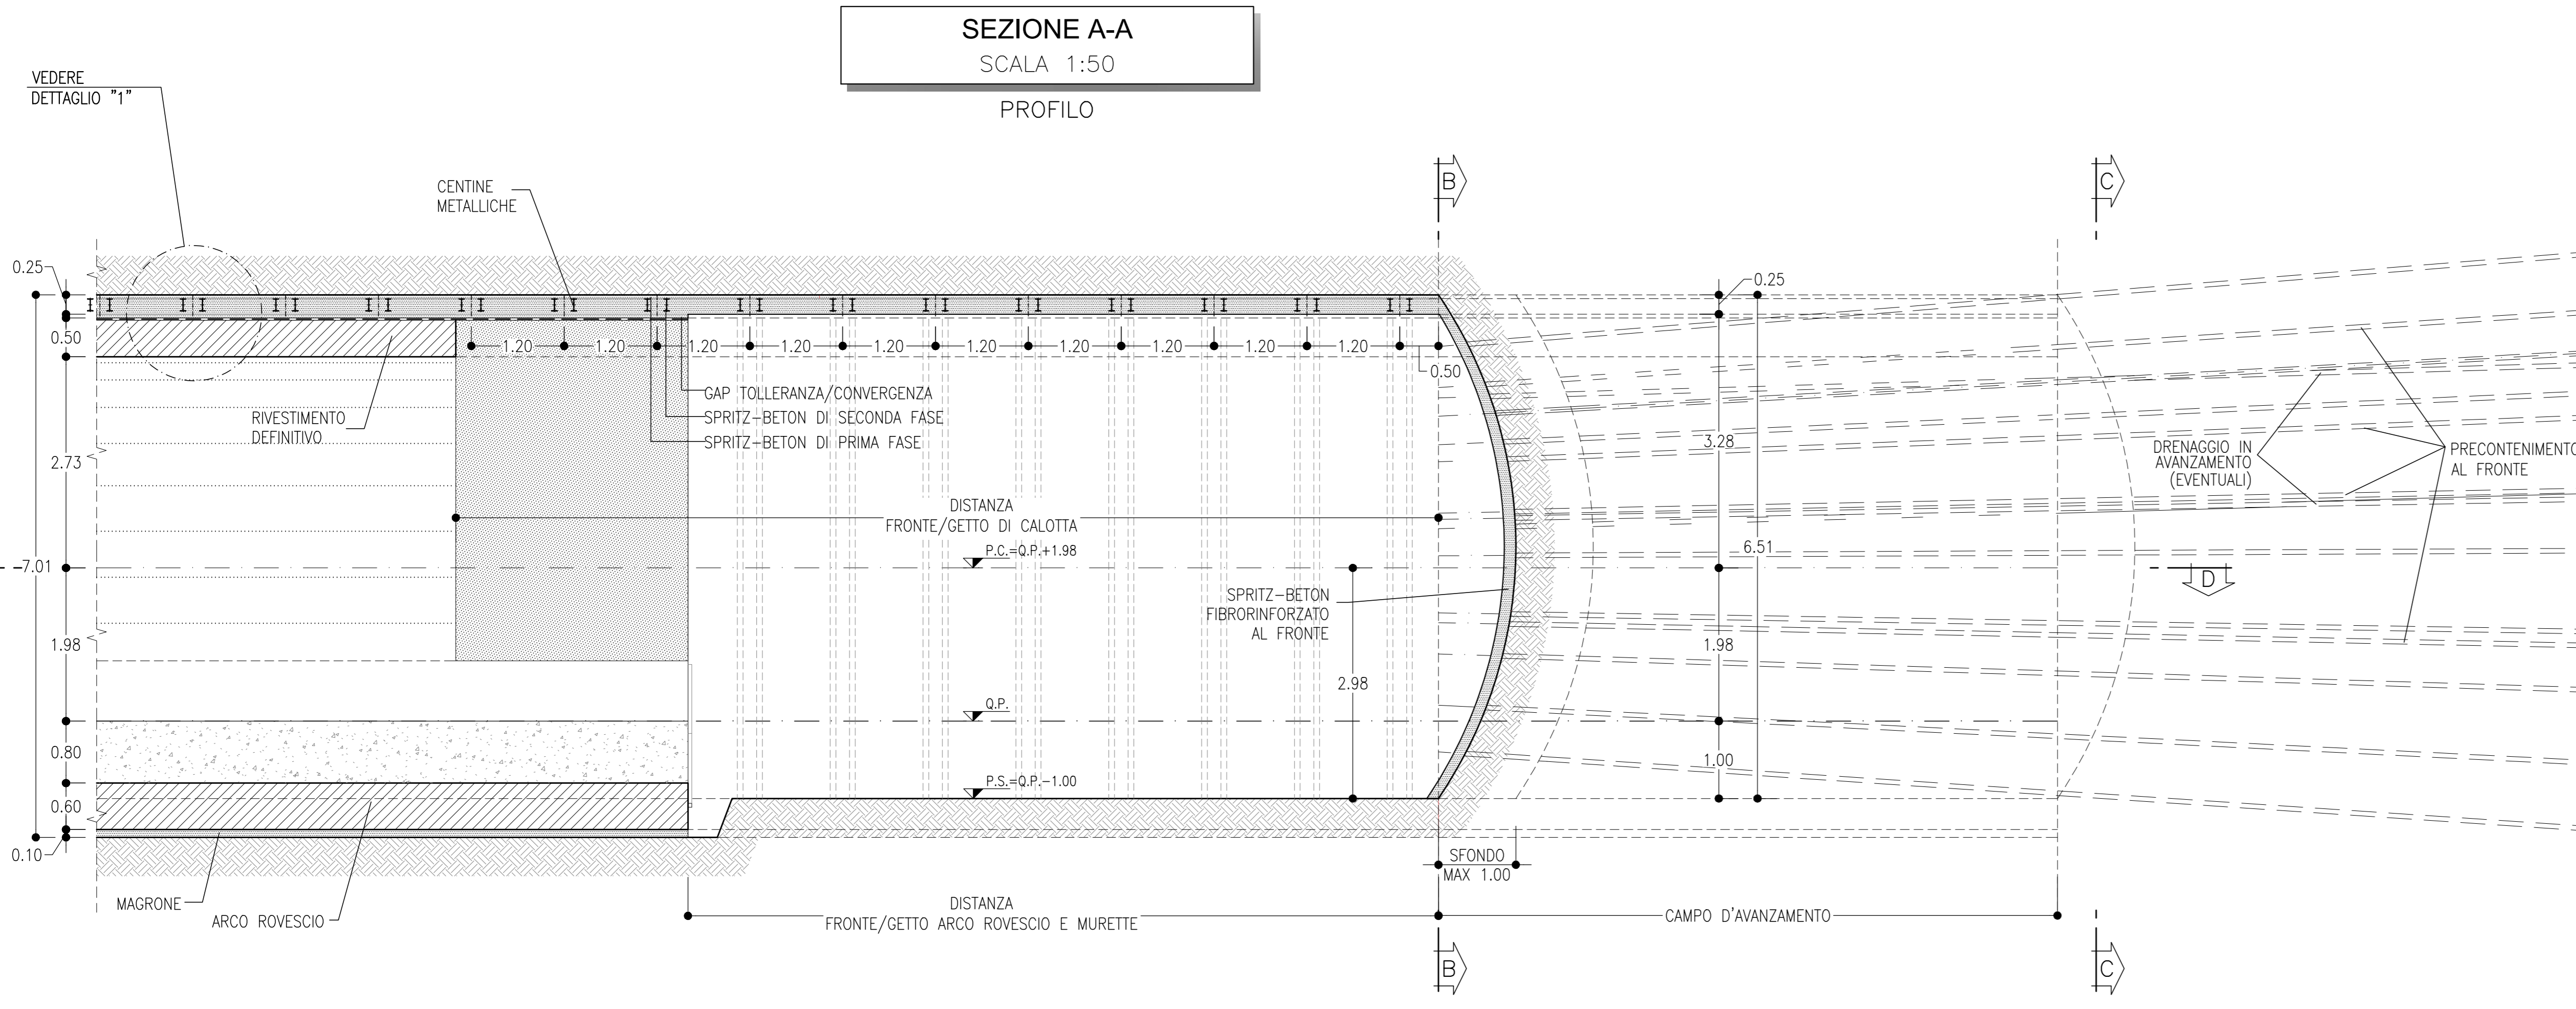 SEZIONE A-A
SCALA 1:50
PROFILO
VEDERE
DETTAGLIO "1"
CENTINE
METALLICHE
B
C
0.25
0.50
2.73
-7.01
1.98
0.80
0.60
0.10
1.20
1.20
1.20
1.20
1.20
1.20
1.20
1.20
1.20
1.20
0.50
GAP TOLLERANZA/CONVERGENZA
SPRITZ-BETON DI SECONDA FASE
SPRITZ-BETON DI PRIMA FASE
RIVESTIMENTO
DEFINITIVO
DISTANZA
FRONTE/GETTO DI CALOTTA
P.C.=Q.P.+1.98
Q.P.
P.S.=Q.P.-1.00
2.98
SPRITZ-BETON
FIBRORINFORZATO
AL FRONTE
0.25
3.28
6.51
1.98
1.00
DRENAGGIO IN
AVANZAMENTO
(EVENTUALI)
PRECONTENIMENTO
AL FRONTE
D
SFONDO
MAX 1.00
MAGRONE
ARCO ROVESCIO
DISTANZA
FRONTE/GETTO ARCO ROVESCIO E MURETTE
CAMPO D'AVANZAMENTO
B
C